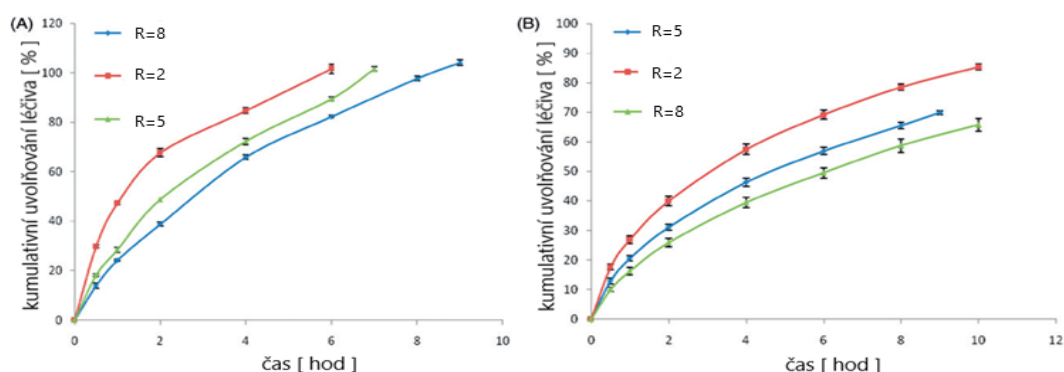 (A)
kumulativní uvolňování léčiva [ % ]
120
100
80
60
40
20
0
R=8
R=2
R=5
0 2 4 6 8 10
čas [ hod ]
(B)
kumulativní uvolňování léčiva [ % ]
100
90
80
70
60
50
40
30
20
10
0
R=5
R=2
R=8
0 2 4 6 8 10 12
čas [ hod ]